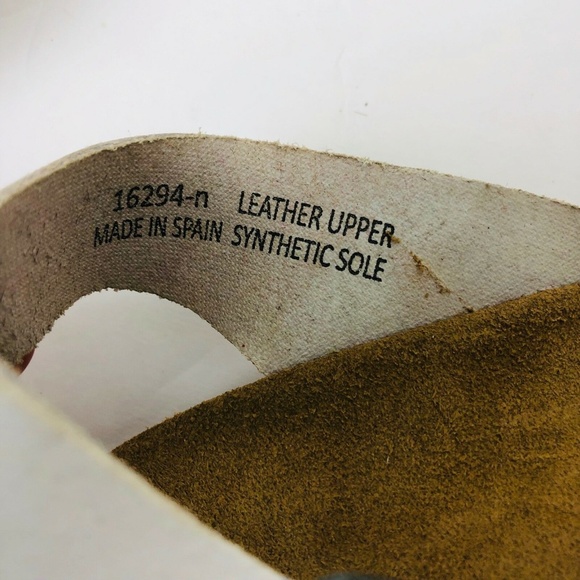 16294-n LEATHER UPPER
MADE IN SPAIN SYNTHETIC SOLE